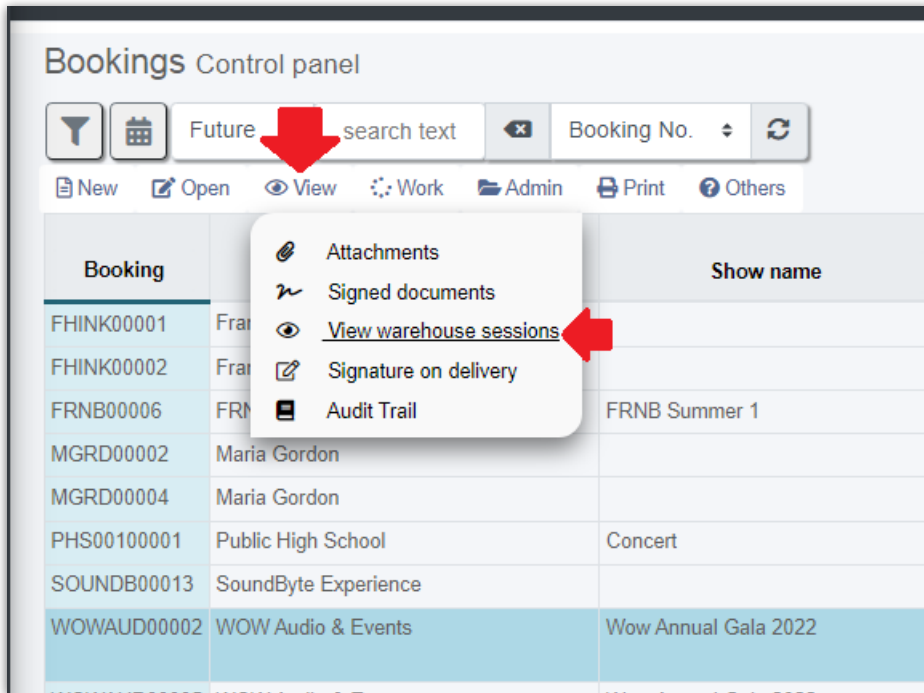 Bookings Control panel
Future search text Booking No.
New Open View Work Admin Print Others
Booking Show name
Attachments
Signed documents
View warehouse sessions
Signature on delivery
Audit Trail
FHINK00001
FHINK00002
FRNB00006 FRNB Summer 1
MGRD00002 Maria Gordon
MGRD00004 Maria Gordon
PHS00100001 Public High School Concert
SOUNDB00013 SoundByte Experience
WOWAUD00002 WOW Audio & Events Wow Annual Gala 2022